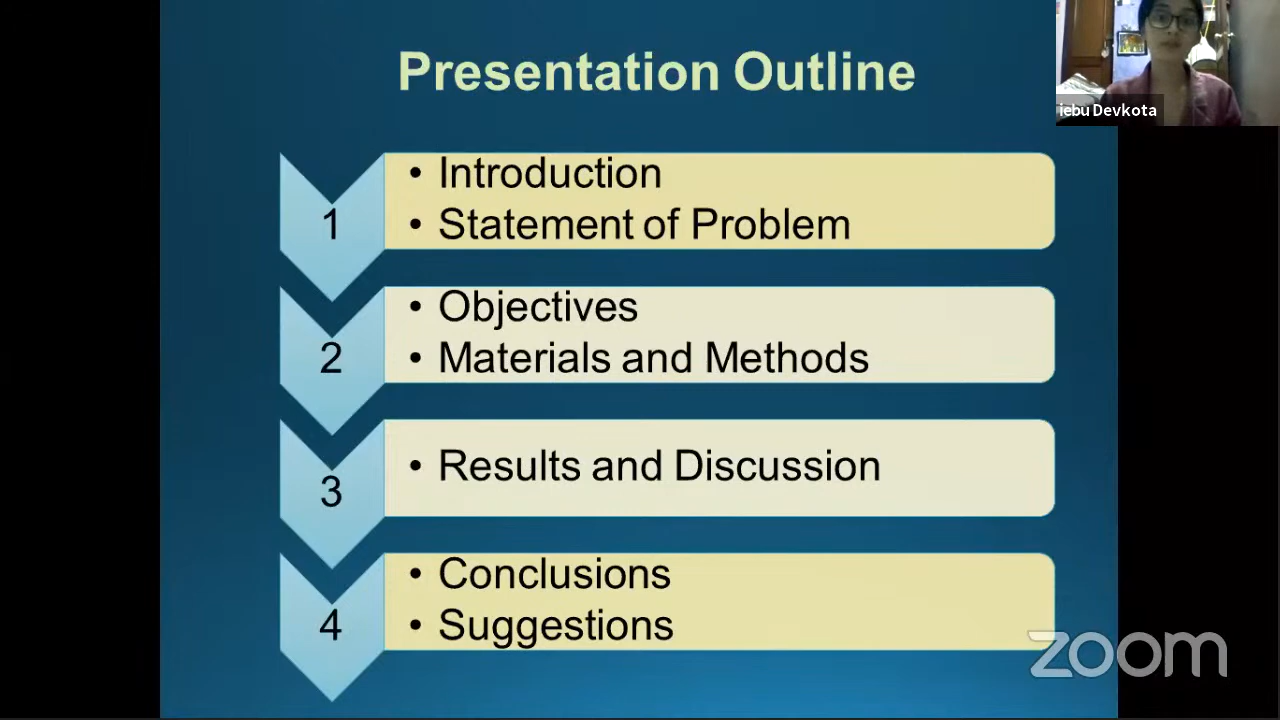 Presentation Outline
iebu Devkota
1
• Introduction
• Statement of Problem
2
• Objectives
• Materials and Methods
3
• Results and Discussion
4
• Conclusions
• Suggestions
zoom